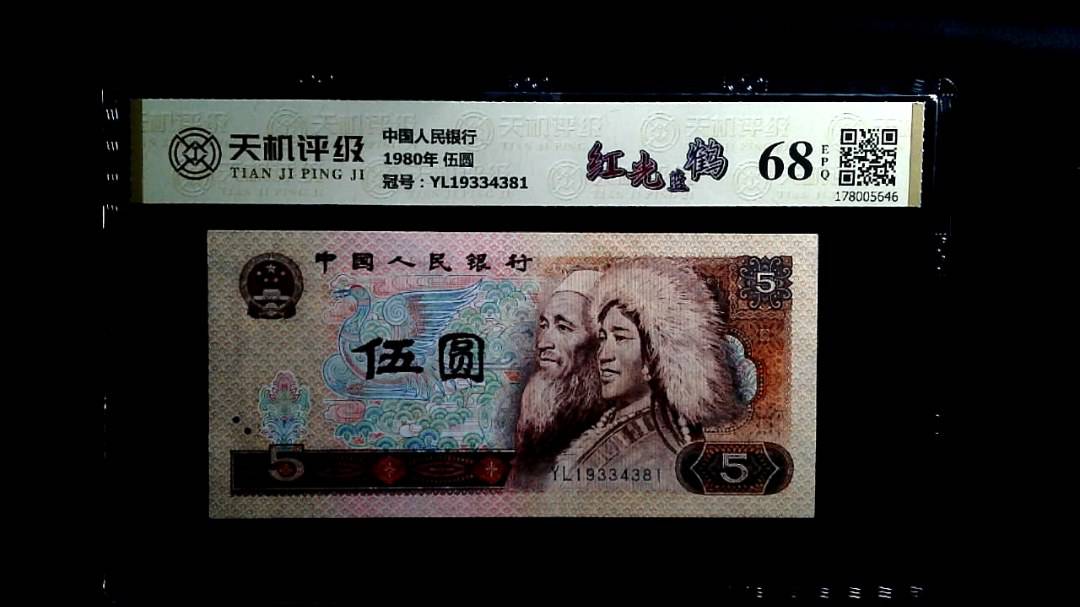 天机评级
TIAN JI PING JI
中国人民银行
1980年 伍圆
冠号：YL19334381
红光蓝鹤
68
EPQ
178005646
中国人民银行
5
伍圆
5
YL19334381
5